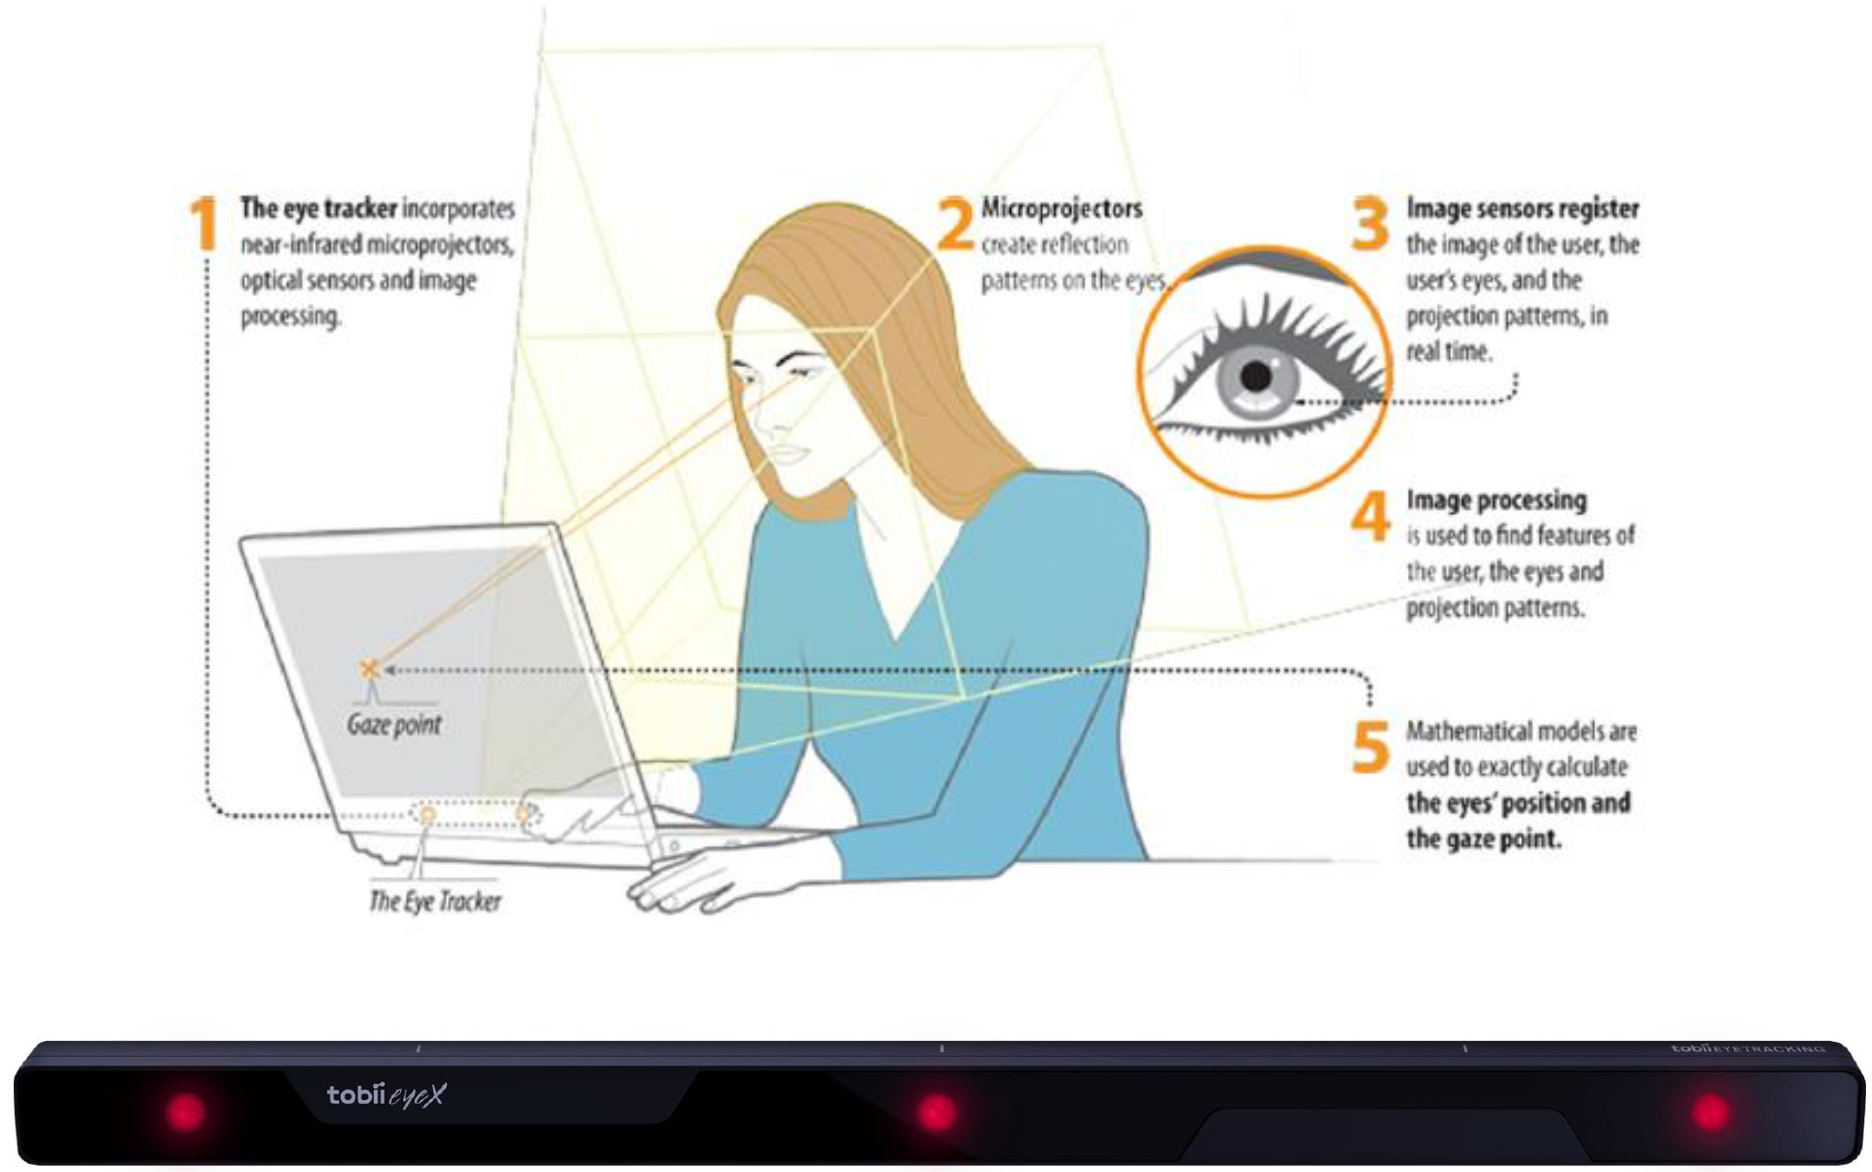 1 The eye tracker incorporates
near-infrared microprojectors,
optical sensors and image
processing.
2 Microprojectors
create reflection
patterns on the eyes.
3 Image sensors register
the image of the user, the
user's eyes, and the
projection patterns, in
real time.
4 Image processing
is used to find features of
the user, the eyes and
projection patterns.
5 Mathematical models are
used to exactly calculate
the eyes' position and
the gaze point.
Gaze point
The Eye Tracker
tobii EYETRACKING
tobii eyeX